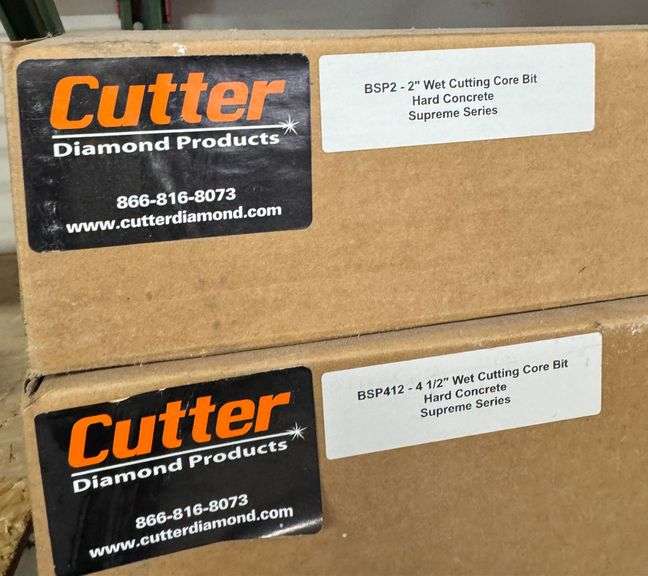 Cutter
Diamond Products
866-816-8073
www.cutterdiamond.com
BSP2 - 2" Wet Cutting Core Bit
Hard Concrete
Supreme Series
Cutter
Diamond Products
866-816-8073
www.cutterdiamond.com
BSP412 - 4 1/2" Wet Cutting Core Bit
Hard Concrete
Supreme Series